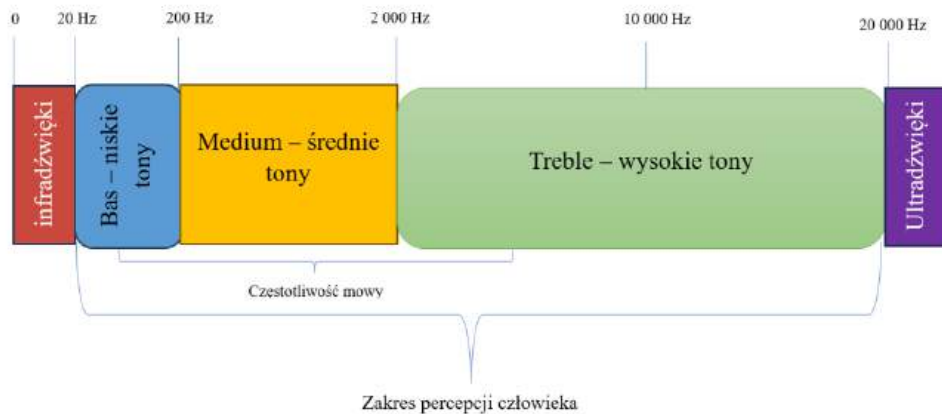 0
20 Hz
200 Hz
2 000 Hz
10 000 Hz
20 000 Hz
infradźwięki
Bas – niskie
tony
Medium – średnie
tony
Treble – wysokie tony
Ultradźwięki
Częstotliwość mowy
Zakres percepcji człowieka